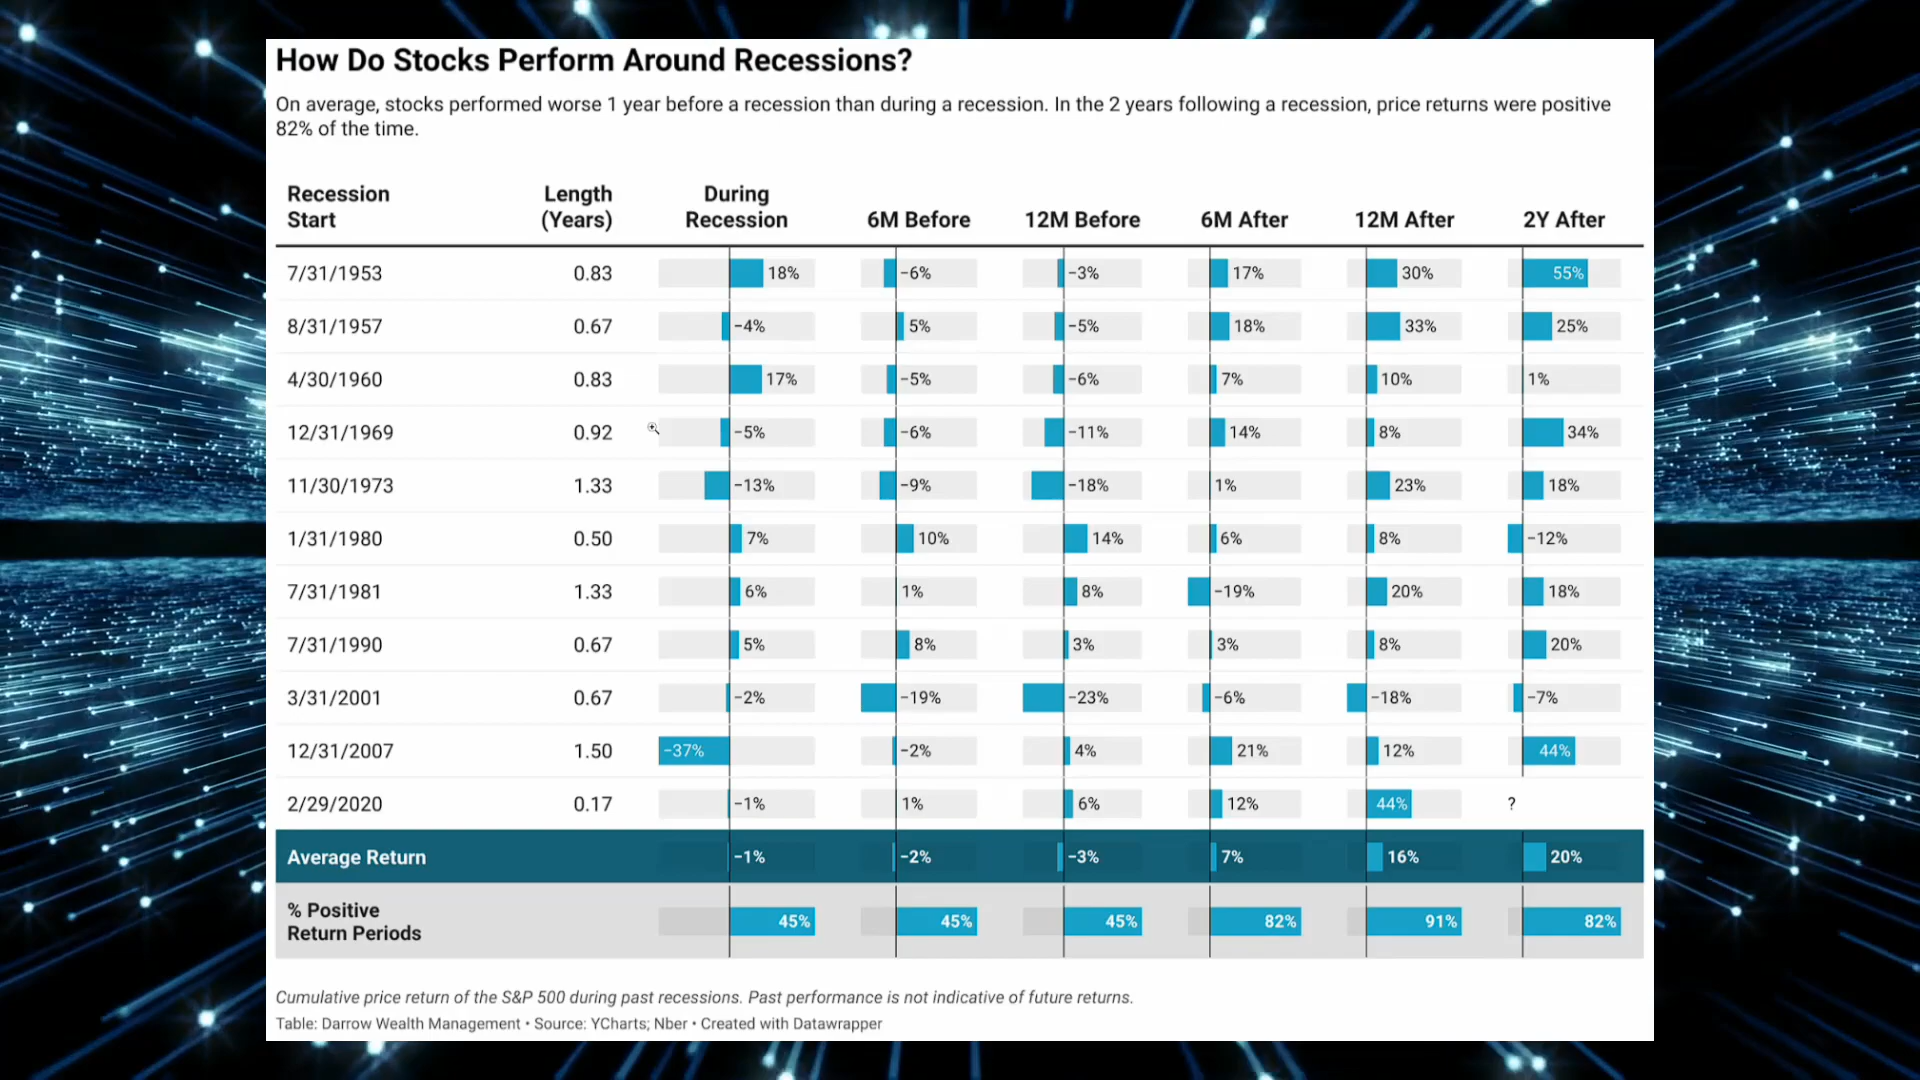 How Do Stocks Perform Around Recessions?
On average, stocks performed worse 1 year before a recession than during a recession. In the 2 years following a recession, price returns were positive
82% of the time.
Recession Start Length (Years) During Recession 6M Before 12M Before 6M After 12M After 2Y After
7/31/1953 0.83 18% −6% −3% 17% 30% 55%
8/31/1957 0.67 −4% 5% −5% 18% 33% 25%
4/30/1960 0.83 17% −5% −6% 7% 10% 1%
12/31/1969 0.92 −5% −6% −11% 14% 8% 34%
11/30/1973 1.33 −13% −9% −18% 1% 23% 18%
1/31/1980 0.50 7% 10% 14% 6% 8% −12%
7/31/1981 1.33 6% 1% 8% −19% 20% 18%
7/31/1990 0.67 5% 8% 3% 3% 8% 20%
3/31/2001 0.67 −2% −19% −23% −6% −18% −7%
12/31/2007 1.50 −37% −2% 4% 21% 12% 44%
2/29/2020 0.17 −1% 1% 6% 12% 44% ?
Average Return −1% −2% −3% 7% 16% 20%
% Positive Return Periods 45% 45% 45% 82% 91% 82%
Cumulative price return of the S&P 500 during past recessions. Past performance is not indicative of future returns.
Table: Darrow Wealth Management • Source: YCharts; Nber • Created with Datawrapper